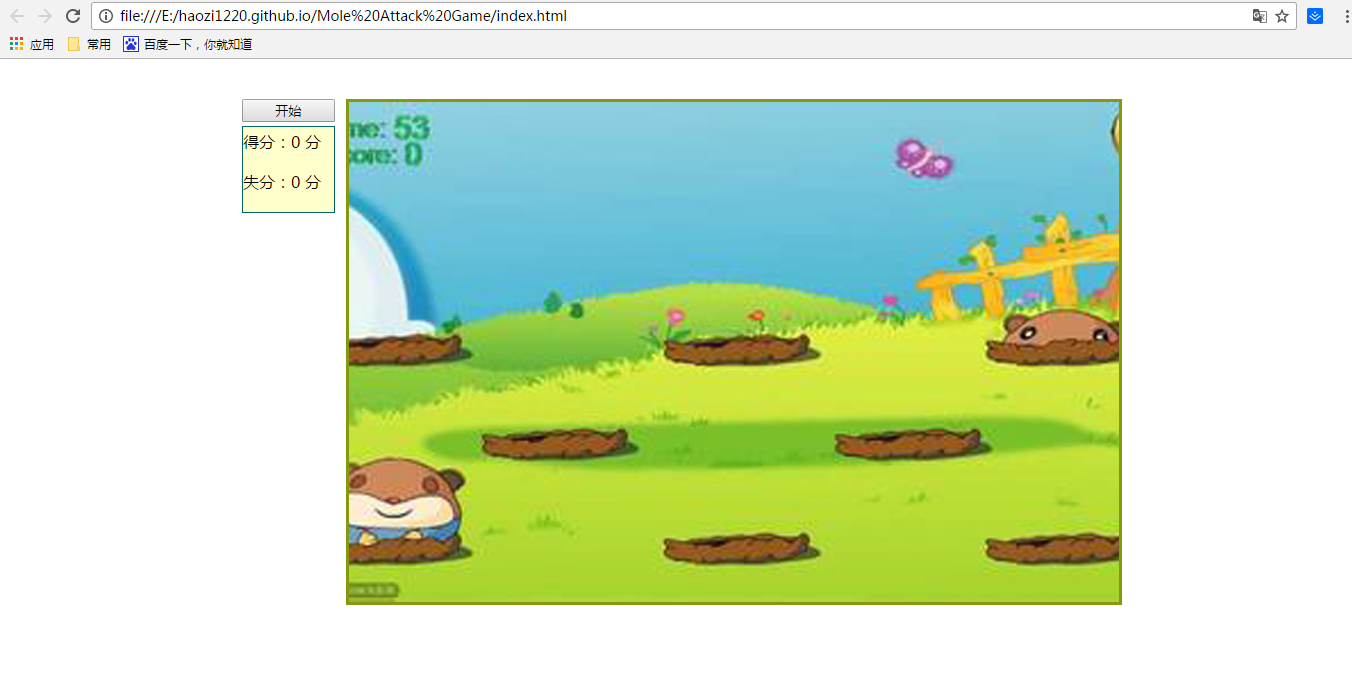 file:///E:/haozi1220.github.io/Mole%20Attack%20Game/index.html
应用 常用 百度一下，你就知道
开始
得分：0 分
失分：0 分
me: 53
core: 0